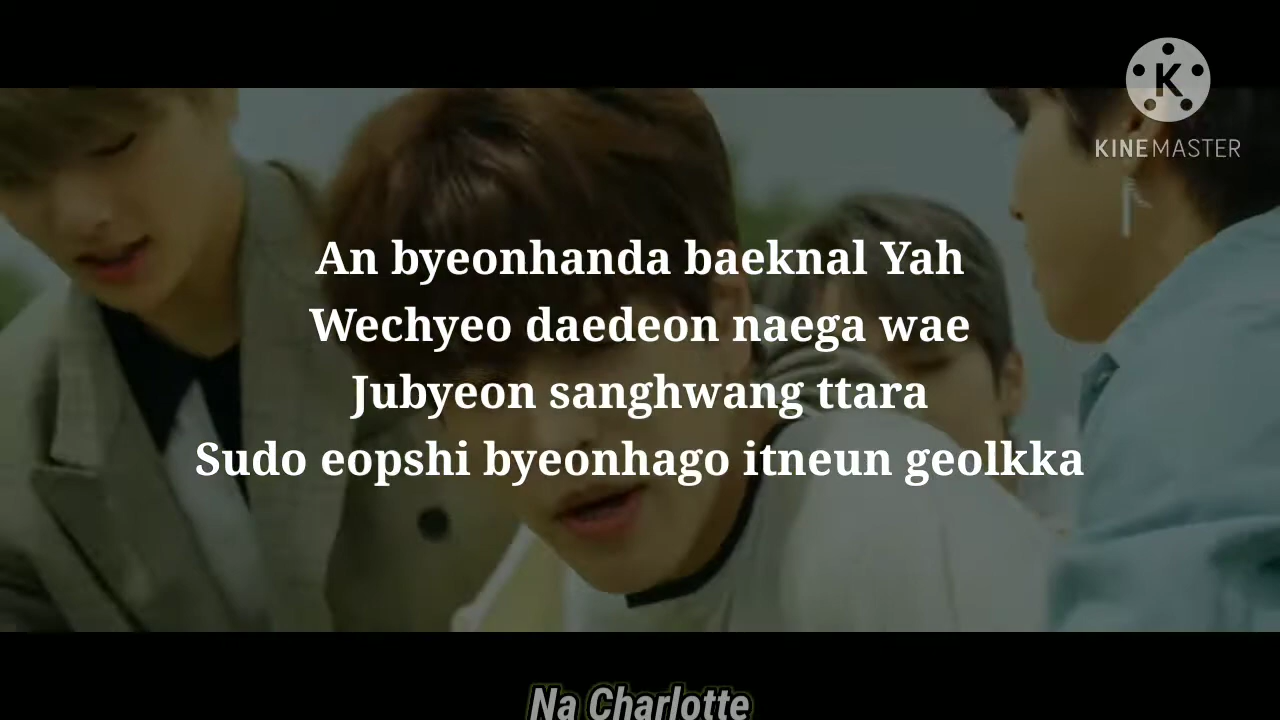 K
KINEMASTER
An byeonhanda baeknal Yah
Wechyeo daedeon naega wae
Jubyeon sanghwang ttara
Sudo eopshi byeonhago itneun geolkka
Na Charlotte